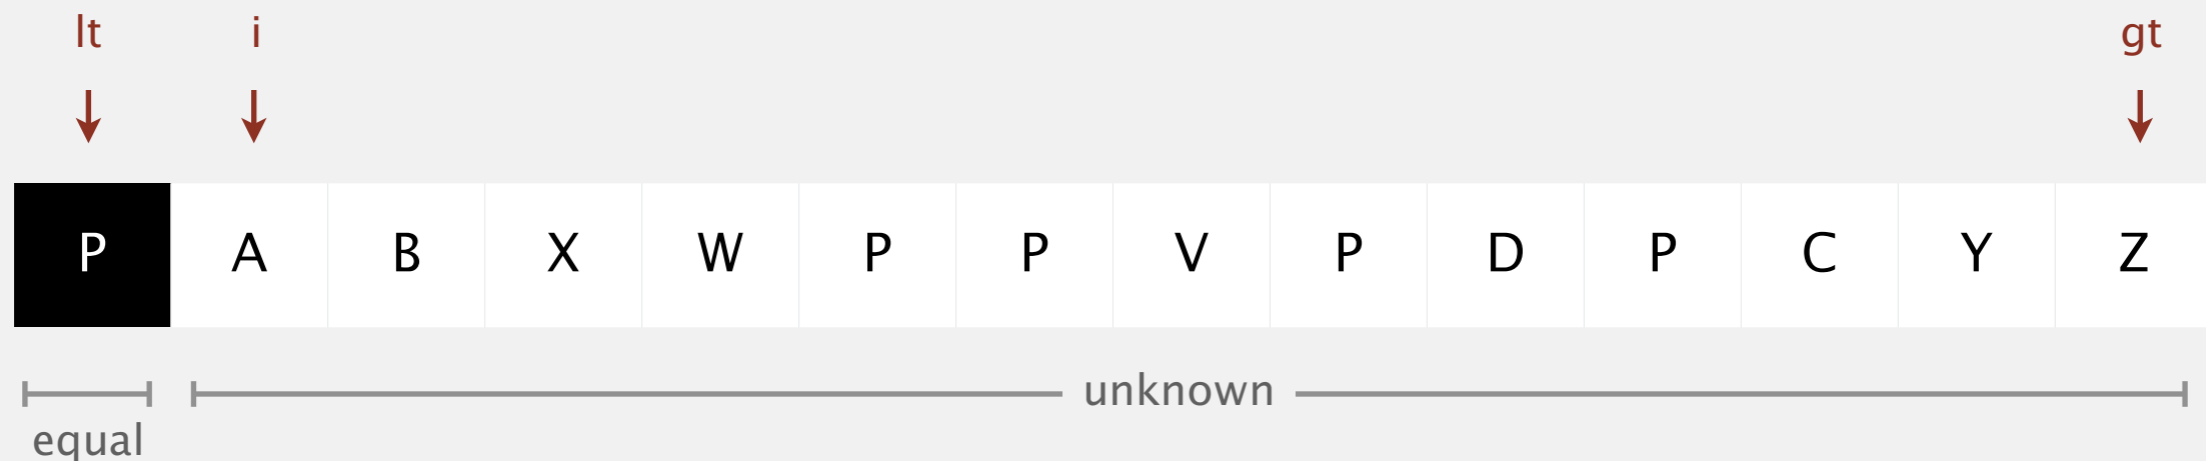 lt i gt
P A B X W P P V P D P C Y Z
unknown
equal